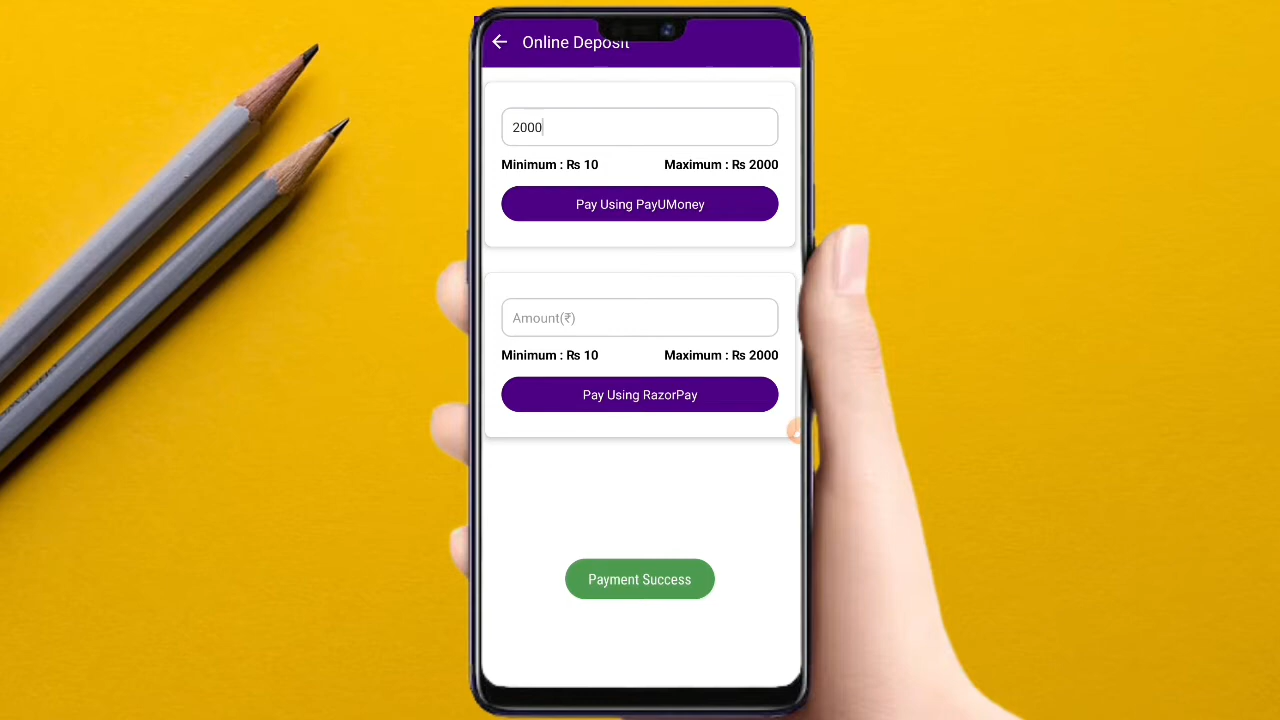 Online Deposit
2000
Minimum : Rs 10 Maximum : Rs 2000
Pay Using PayUMoney
Amount(₹)
Minimum : Rs 10 Maximum : Rs 2000
Pay Using RazorPay
Payment Success